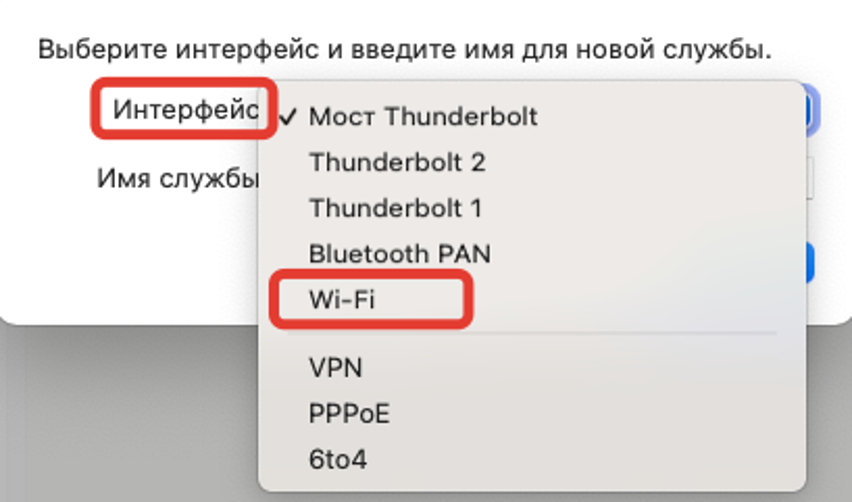 Выберите интерфейс и введите имя для новой службы.
Интерфейс
✓ Мост Thunderbolt
Thunderbolt 2
Имя службы
Thunderbolt 1
Bluetooth PAN
Wi-Fi
VPN
PPPoE
6to4